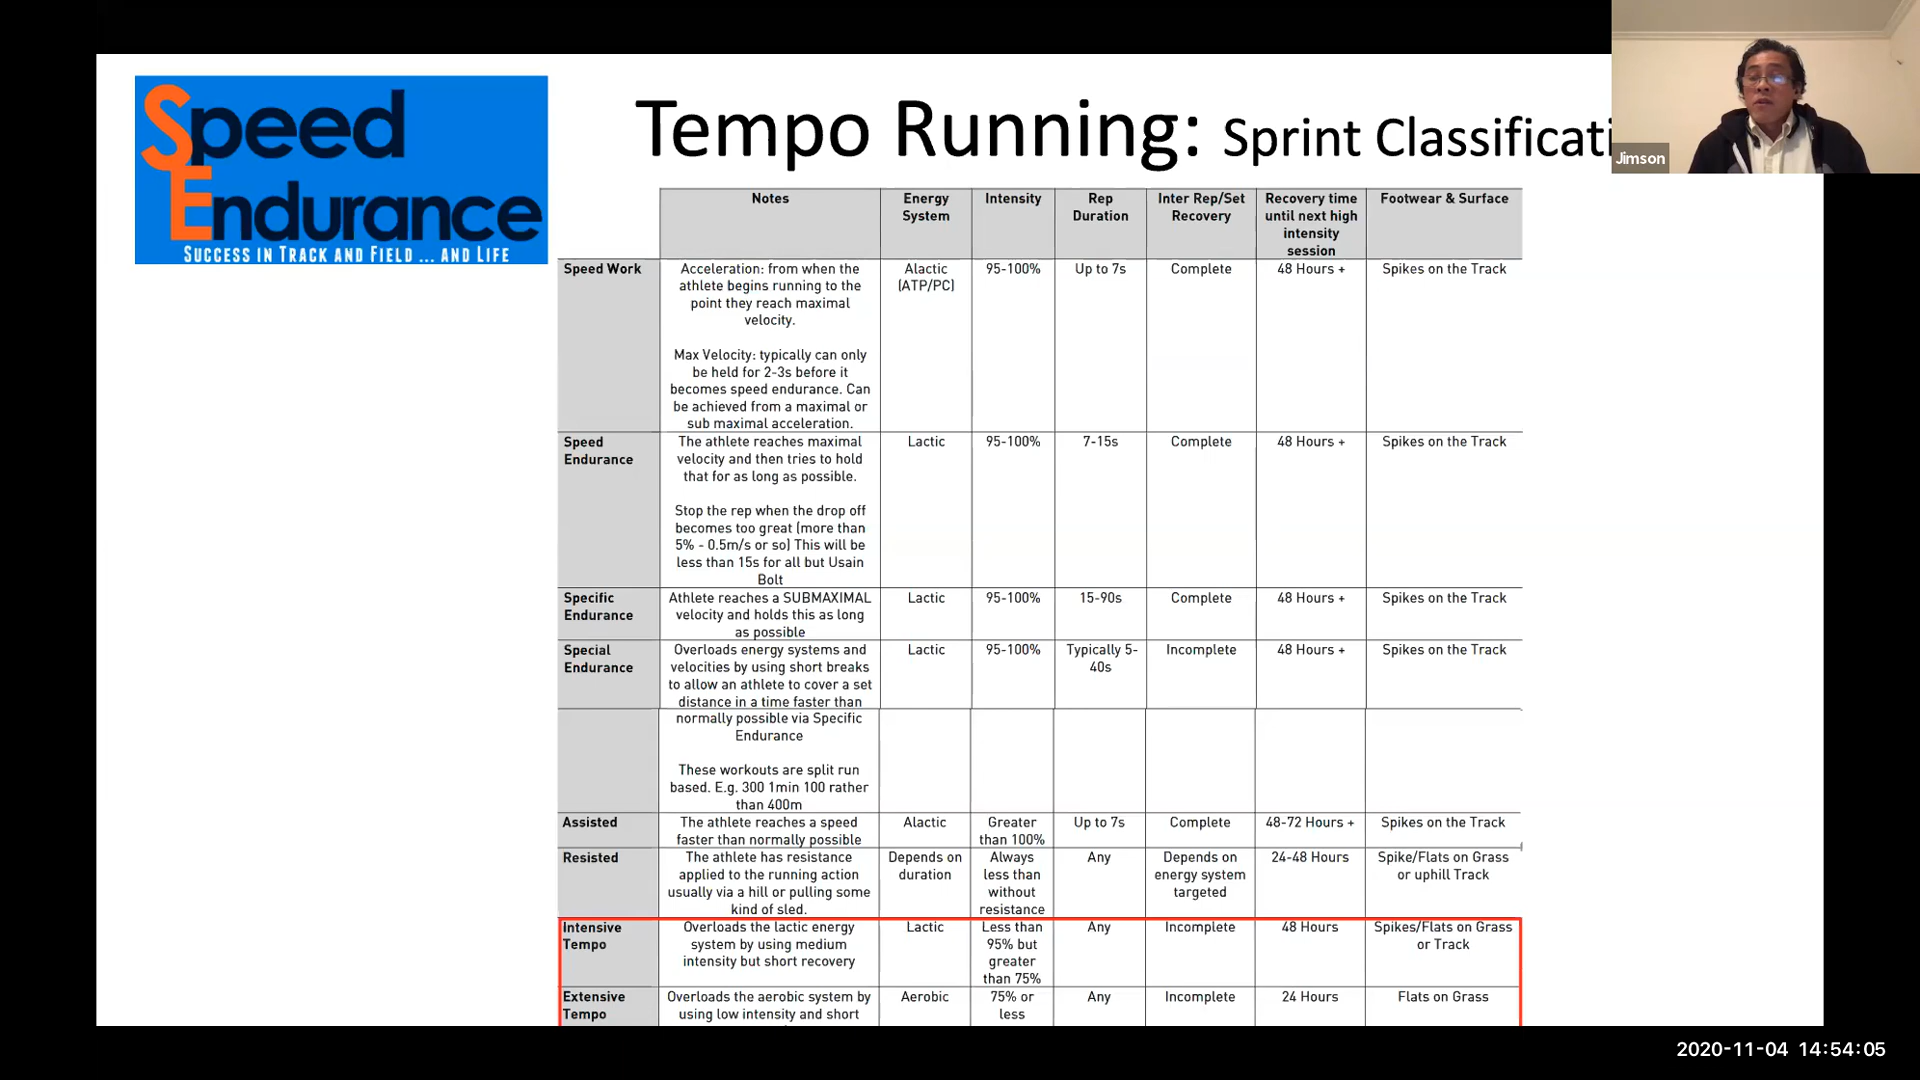 Speed
Endurance
SUCCESS IN TRACK AND FIELD ... AND LIFE
Tempo Running: Sprint Classificati
Jimson
Notes
Energy
System
Intensity
Rep
Duration
Inter Rep/Set
Recovery
Recovery time
until next high
intensity
session
Footwear & Surface
Speed Work
Acceleration: from when the
athlete begins running to the
point they reach maximal
velocity.
Max Velocity: typically can only
be held for 2-3s before it
becomes speed endurance. Can
be achieved from a maximal or
sub maximal acceleration.
Alactic
(ATP/PC)
95-100%
Up to 7s
Complete
48 Hours +
Spikes on the Track
Speed
Endurance
The athlete reaches maximal
velocity and then tries to hold
that for as long as possible.
Stop the rep when the drop off
becomes too great (more than
5% - 0.5m/s or so) This will be
less than 15s for all but Usain
Bolt
Lactic
95-100%
7-15s
Complete
48 Hours +
Spikes on the Track
Specific
Endurance
Athlete reaches a SUBMAXIMAL
velocity and holds this as long
as possible
Lactic
95-100%
15-90s
Complete
48 Hours +
Spikes on the Track
Special
Endurance
Overloads energy systems and
velocities by using short breaks
to allow an athlete to cover a set
distance in a time faster than
normally possible via Specific
Endurance
These workouts are split run
based. E.g. 300 1min 100 rather
than 400m
Lactic
95-100%
Typically 5-
40s
Incomplete
48 Hours +
Spikes on the Track
Assisted
The athlete reaches a speed
faster than normally possible
Alactic
Greater
than 100%
Up to 7s
Complete
48-72 Hours +
Spikes on the Track
Resisted
The athlete has resistance
applied to the running action
usually via a hill or pulling some
kind of sled.
Depends on
duration
Always
less than
without
resistance
Any
Depends on
energy system
targeted
24-48 Hours
Spike/Flats on Grass
or uphill Track
Intensive
Tempo
Overloads the lactic energy
system by using medium
intensity but short recovery
Lactic
Less than
95% but
greater
than 75%
Any
Incomplete
48 Hours
Spikes/Flats on Grass
or Track
Extensive
Tempo
Overloads the aerobic system by
using low intensity and short
Aerobic
75% or
less
Any
Incomplete
24 Hours
Flats on Grass
2020-11-04 14:54:05